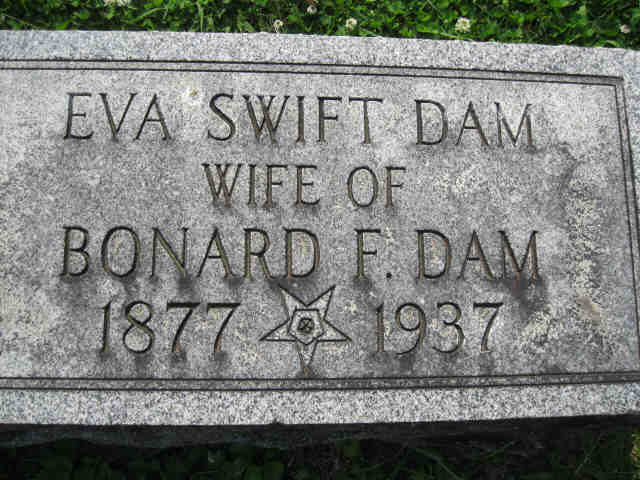 EVA SWIFT DAM
WIFE OF
BONARD F. DAM
1877 1937